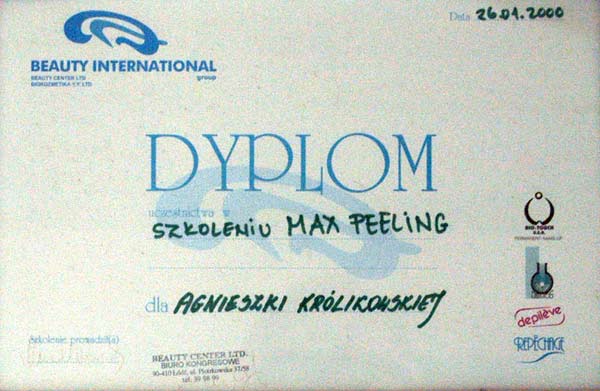 Data 26.01.2000
BEAUTY INTERNATIONAL
group
BEAUTY CENTER LTD
BIOKOZMETIKA F.Y. LTD
DYPLOM
uczestnictwa w
SZKOLENIU MAX PEELING
dla AGNIESZKI KRÓLIKOWSKIEJ
BIO-TOUCH
U.S.A.
PERMANENT MAKE-UP
depilève
REPÊCHAGE
Szkolenie prowadził(a)
BEAUTY CENTER LTD.
BIURO KONGRESOWE
90-410 Łódź, ul. Piotrkowska 37/58
tel. 39 98 99